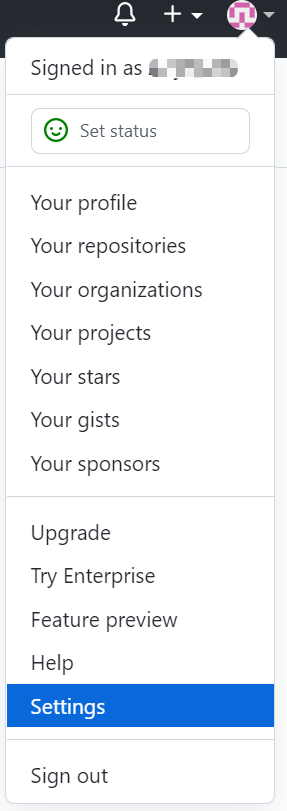 Signed in as
Set status
Your profile
Your repositories
Your organizations
Your projects
Your stars
Your gists
Your sponsors
Upgrade
Try Enterprise
Feature preview
Help
Settings
Sign out